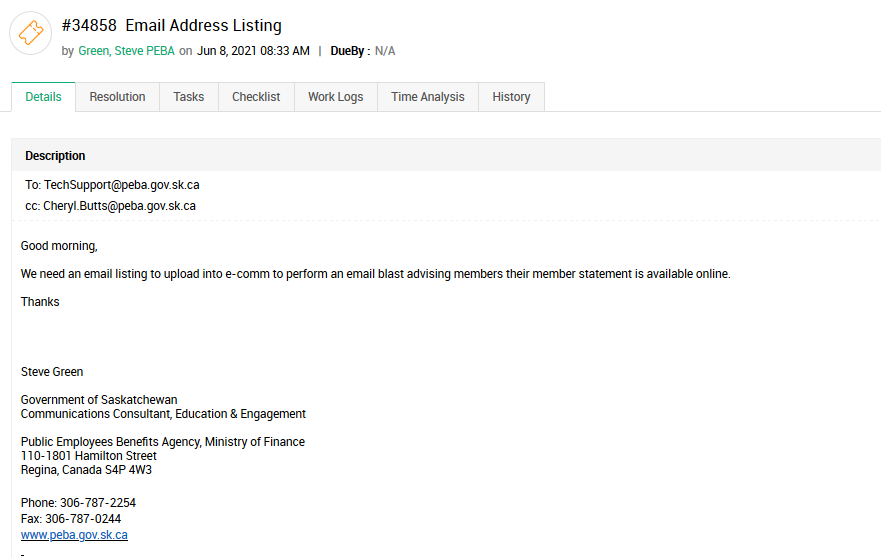 #34858 Email Address Listing
by Green, Steve PEBA on Jun 8, 2021 08:33 AM | DueBy : N/A
Details Resolution Tasks Checklist Work Logs Time Analysis History
Description
To: TechSupport@peba.gov.sk.ca
cc: Cheryl.Butts@peba.gov.sk.ca
Good morning,
We need an email listing to upload into e-comm to perform an email blast advising members their member statement is available online.
Thanks
Steve Green
Government of Saskatchewan
Communications Consultant, Education & Engagement
Public Employees Benefits Agency, Ministry of Finance
110-1801 Hamilton Street
Regina, Canada S4P 4W3
Phone: 306-787-2254
Fax: 306-787-0244
www.peba.gov.sk.ca
-